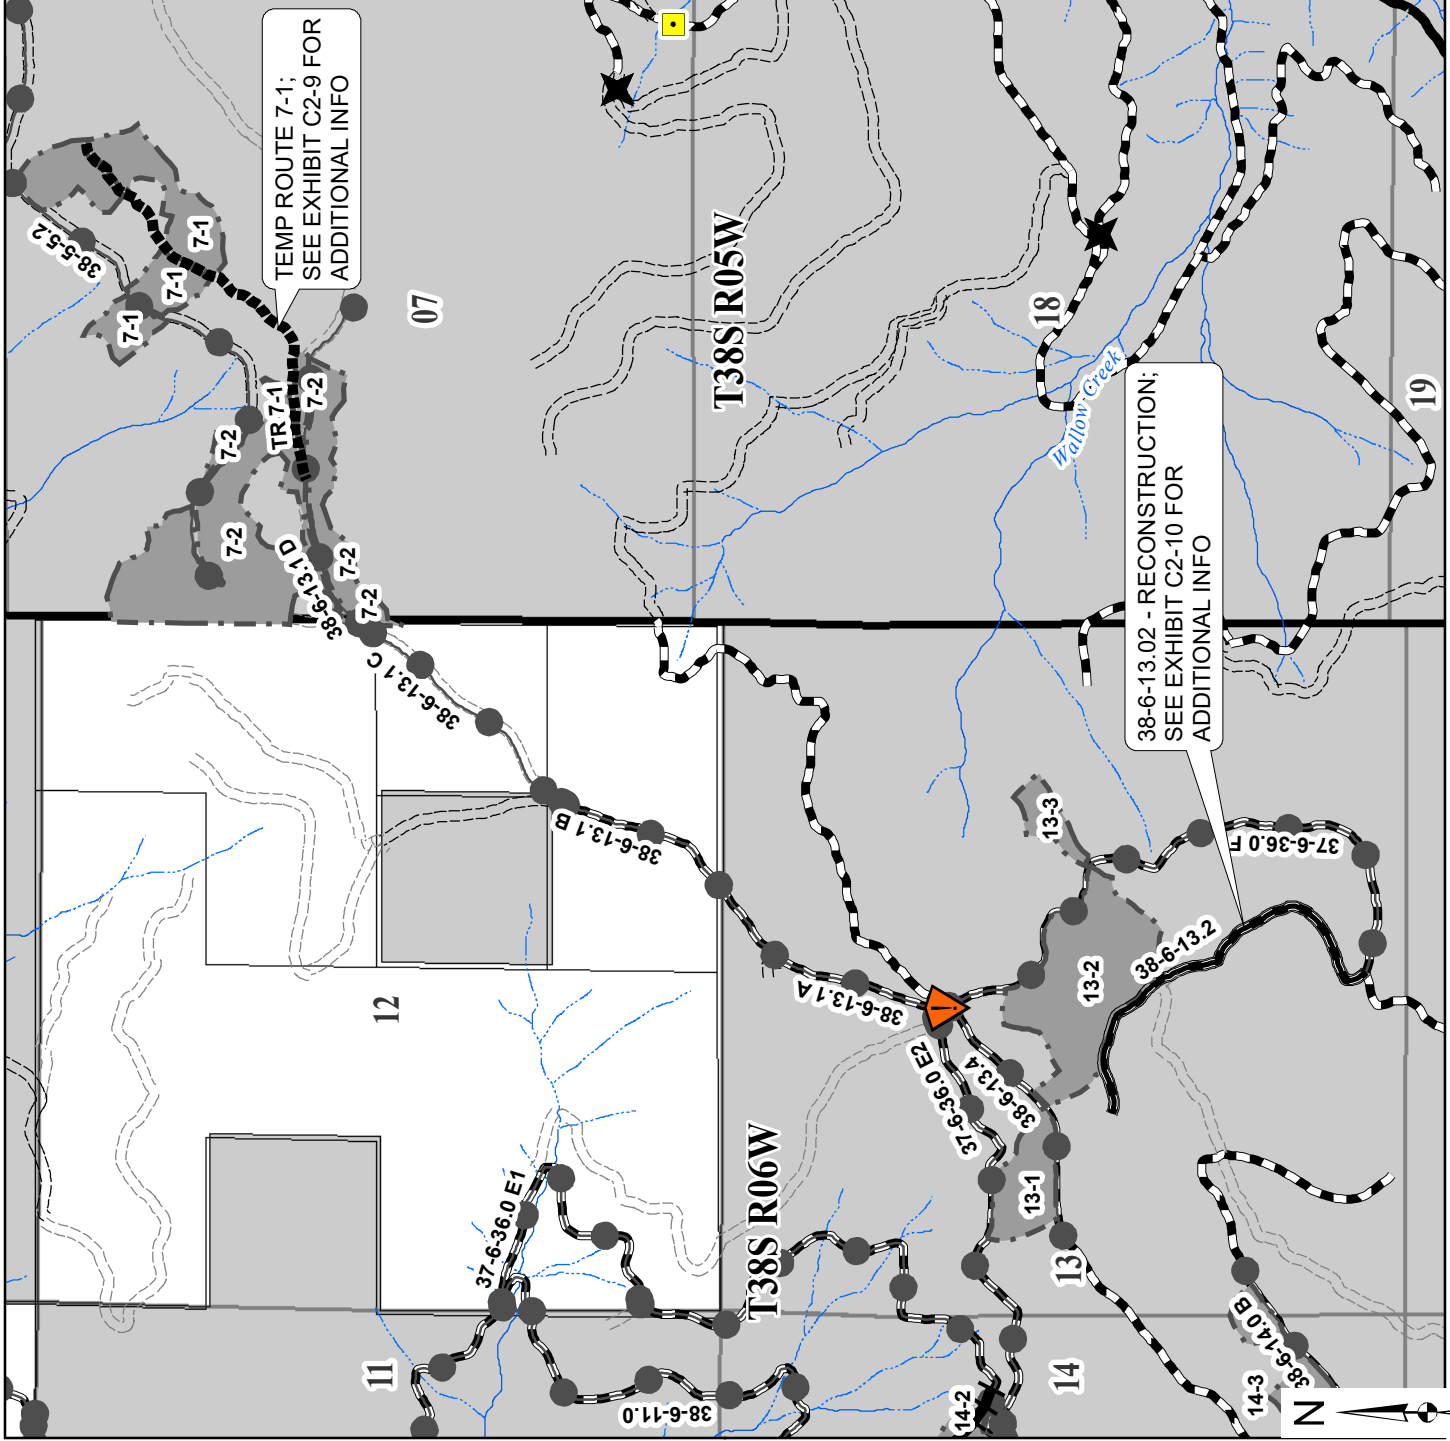 TEMP ROUTE 7-1;
SEE EXHIBIT C2-9 FOR
ADDITIONAL INFO
38-5-5.2
7-1
7-1
7-1
TR 7-1
7-2
7-2
7-2
7-2
7-2
07
38-6-13.1D
38-6-13.1 C
38-6-13.1 B
38-6-13.1 A
T38S R05W
18
Wallow Creek
19
38-6-13.02 - RECONSTRUCTION;
SEE EXHIBIT C2-10 FOR
ADDITIONAL INFO
12
13-3
37-6-36.0 F
13-2
38-6-13.2
37-6-36.0 E2
38-6-13.4
13-1
13
37-6-36.0 E1
T38S R06W
11
38-6-11.0
14
14-2
38-6-14.0 B
14-3
N